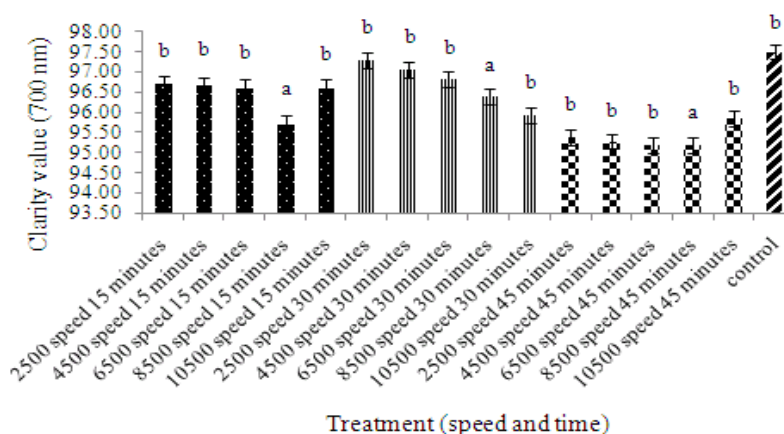 98.00
97.50
97.00
96.50
96.00
95.50
95.00
94.50
94.00
93.50
Clarity value (700 nm)
b
b
b
a
b
b
b
b
a
b
b
b
b
a
b
b
2500 speed 15 minutes
4500 speed 15 minutes
6500 speed 15 minutes
8500 speed 15 minutes
10500 speed 15 minutes
2500 speed 30 minutes
4500 speed 30 minutes
6500 speed 30 minutes
8500 speed 30 minutes
10500 speed 30 minutes
2500 speed 45 minutes
4500 speed 45 minutes
6500 speed 45 minutes
8500 speed 45 minutes
10500 speed 45 minutes
control
Treatment (speed and time)